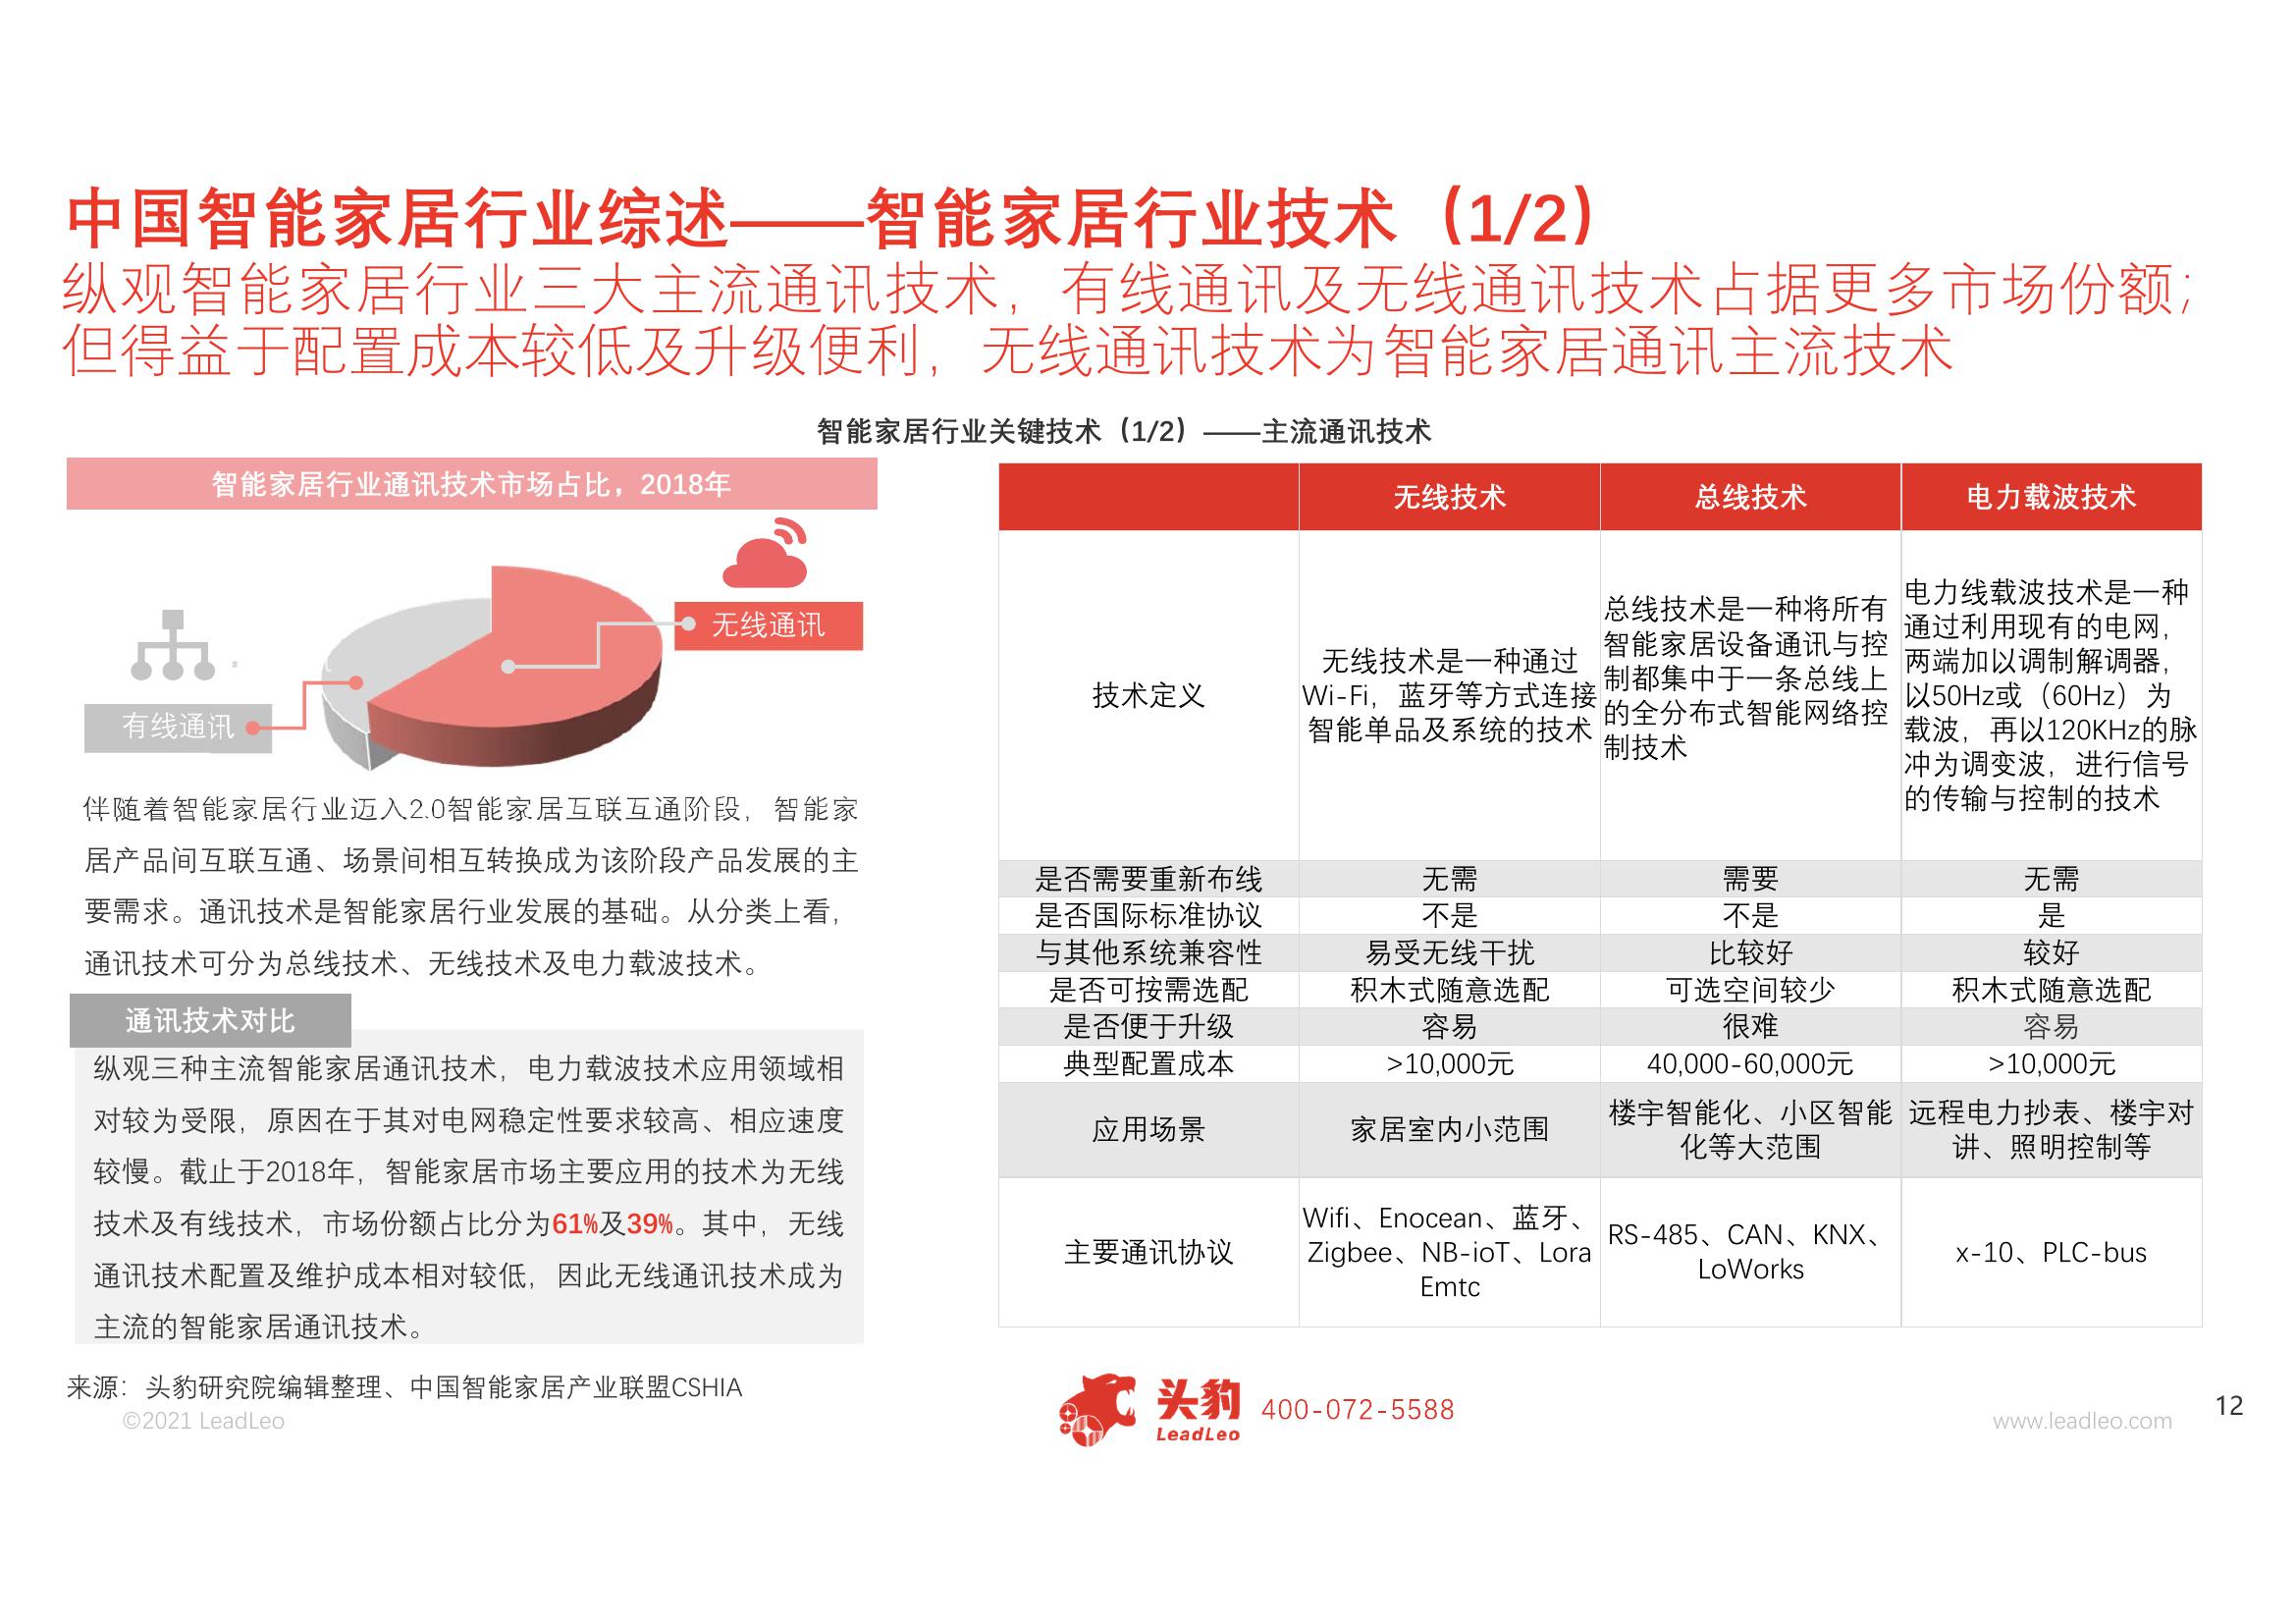 中国智能家居行业综述——智能家居行业技术（1/2）
纵观智能家居行业三大主流通讯技术，有线通讯及无线通讯技术占据更多市场份额；
但得益于配置成本较低及升级便利，无线通讯技术为智能家居通讯主流技术
智能家居行业关键技术（1/2）——主流通讯技术
智能家居行业通讯技术市场占比，2018年
无线通讯
有线通讯
伴随着智能家居行业迈入2.0智能家居互联互通阶段，智能家
居产品间互联互通、场景间相互转换成为该阶段产品发展的主
要需求。通讯技术是智能家居行业发展的基础。从分类上看，
通讯技术可分为总线技术、无线技术及电力载波技术。
通讯技术对比
纵观三种主流智能家居通讯技术，电力载波技术应用领域相
对较为受限，原因在于其对电网稳定性要求较高、相应速度
较慢。截止于2018年，智能家居市场主要应用的技术为无线
技术及有线技术，市场份额占比分为61%及39%。其中，无线
通讯技术配置及维护成本相对较低，因此无线通讯技术成为
主流的智能家居通讯技术。
无线技术 总线技术 电力载波技术
技术定义
无线技术是一种通过
Wi-Fi，蓝牙等方式连接
智能单品及系统的技术
总线技术是一种将所有
智能家居设备通讯与控
制都集中于一条总线上
的全分布式智能网络控
制技术
电力线载波技术是一种
通过利用现有的电网，
两端加以调制解调器，
以50Hz或（60Hz）为
载波，再以120KHz的脉
冲为调变波，进行信号
的传输与控制的技术
是否需要重新布线 无需 需要 无需
是否国际标准协议 不是 不是 是
与其他系统兼容性 易受无线干扰 比较好 较好
是否可按需选配 积木式随意选配 可选空间较少 积木式随意选配
是否便于升级 容易 很难 容易
典型配置成本 >10,000元 40,000-60,000元 >10,000元
应用场景
家居室内小范围
楼宇智能化、小区智能
化等大范围
远程电力抄表、楼宇对
讲、照明控制等
主要通讯协议
Wifi、Enocean、蓝牙、
Zigbee、NB-ioT、Lora
Emtc
RS-485、CAN、KNX、
LoWorks
x-10、PLC-bus
来源：头豹研究院编辑整理、中国智能家居产业联盟CSHIA
©2021 LeadLeo
头豹
LeadLeo
400-072-5588
www.leadleo.com
12